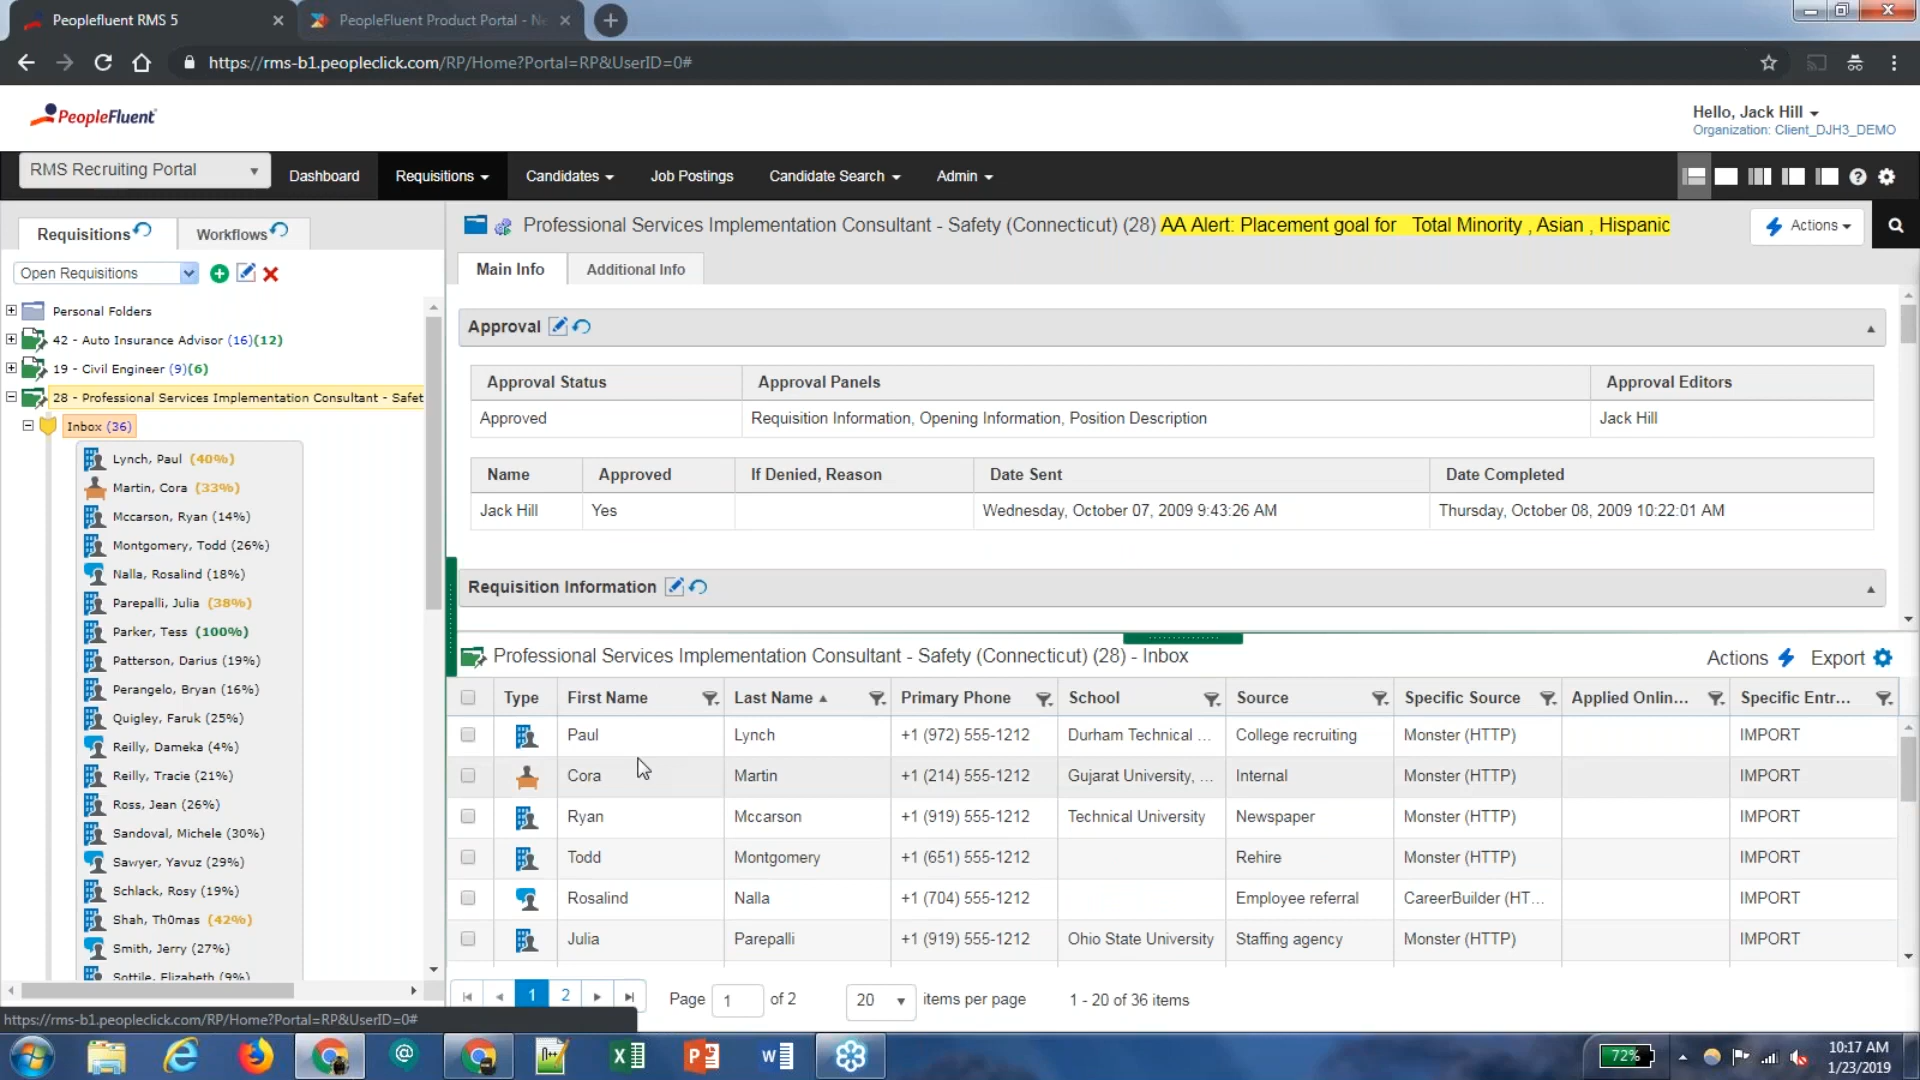 Peoplefluent RMS 5
PeopleFluent Product Portal - Ne
https://rms-b1.peopleclick.com/RP/Home?Portal=RP&UserID=0#
PeopleFluent
Hello, Jack Hill
Organization: Client_DJH3_DEMO
RMS Recruiting Portal
Dashboard
Requisitions
Candidates
Job Postings
Candidate Search
Admin
Requisitions
Workflows
Open Requisitions
Personal Folders
42 - Auto Insurance Advisor (16)(12)
19 - Civil Engineer (9)(6)
28 - Professional Services Implementation Consultant - Safet
Inbox (36)
Lynch, Paul (40%)
Martin, Cora (33%)
Mccarson, Ryan (14%)
Montgomery, Todd (26%)
Nalla, Rosalind (18%)
Parepalli, Julia (38%)
Parker, Tess (100%)
Patterson, Darius (19%)
Perangelo, Bryan (16%)
Quigley, Faruk (25%)
Reilly, Dameka (4%)
Reilly, Tracie (21%)
Ross, Jean (26%)
Sandoval, Michele (30%)
Sawyer, Yavuz (29%)
Schlack, Rosy (19%)
Shah, Th0mas (42%)
Smith, Jerry (27%)
Sottile, Elizabeth (9%)
https://rms-b1.peopleclick.com/RP/Home?Portal=RP&UserID=0#
Professional Services Implementation Consultant - Safety (Connecticut) (28) AA Alert: Placement goal for Total Minority , Asian , Hispanic
Actions
Main Info
Additional Info
Approval
Approval Status Approval Panels Approval Editors
Approved Requisition Information, Opening Information, Position Description Jack Hill
Name Approved If Denied, Reason Date Sent Date Completed
Jack Hill Yes Wednesday, October 07, 2009 9:43:26 AM Thursday, October 08, 2009 10:22:01 AM
Requisition Information
Professional Services Implementation Consultant - Safety (Connecticut) (28) - Inbox
Actions Export
Type First Name Last Name Primary Phone School Source Specific Source Applied Onlin... Specific Entr...
Paul Lynch +1 (972) 555-1212 Durham Technical ... College recruiting Monster (HTTP) IMPORT
Cora Martin +1 (214) 555-1212 Gujarat University, ... Internal Monster (HTTP) IMPORT
Ryan Mccarson +1 (919) 555-1212 Technical University Newspaper Monster (HTTP) IMPORT
Todd Montgomery +1 (651) 555-1212 Rehire Monster (HTTP) IMPORT
Rosalind Nalla +1 (704) 555-1212 Employee referral CareerBuilder (HT... IMPORT
Julia Parepalli +1 (919) 555-1212 Ohio State University Staffing agency Monster (HTTP) IMPORT
1 2 Page 1 of 2 20 items per page 1 - 20 of 36 items
72%
10:17 AM
1/23/2019